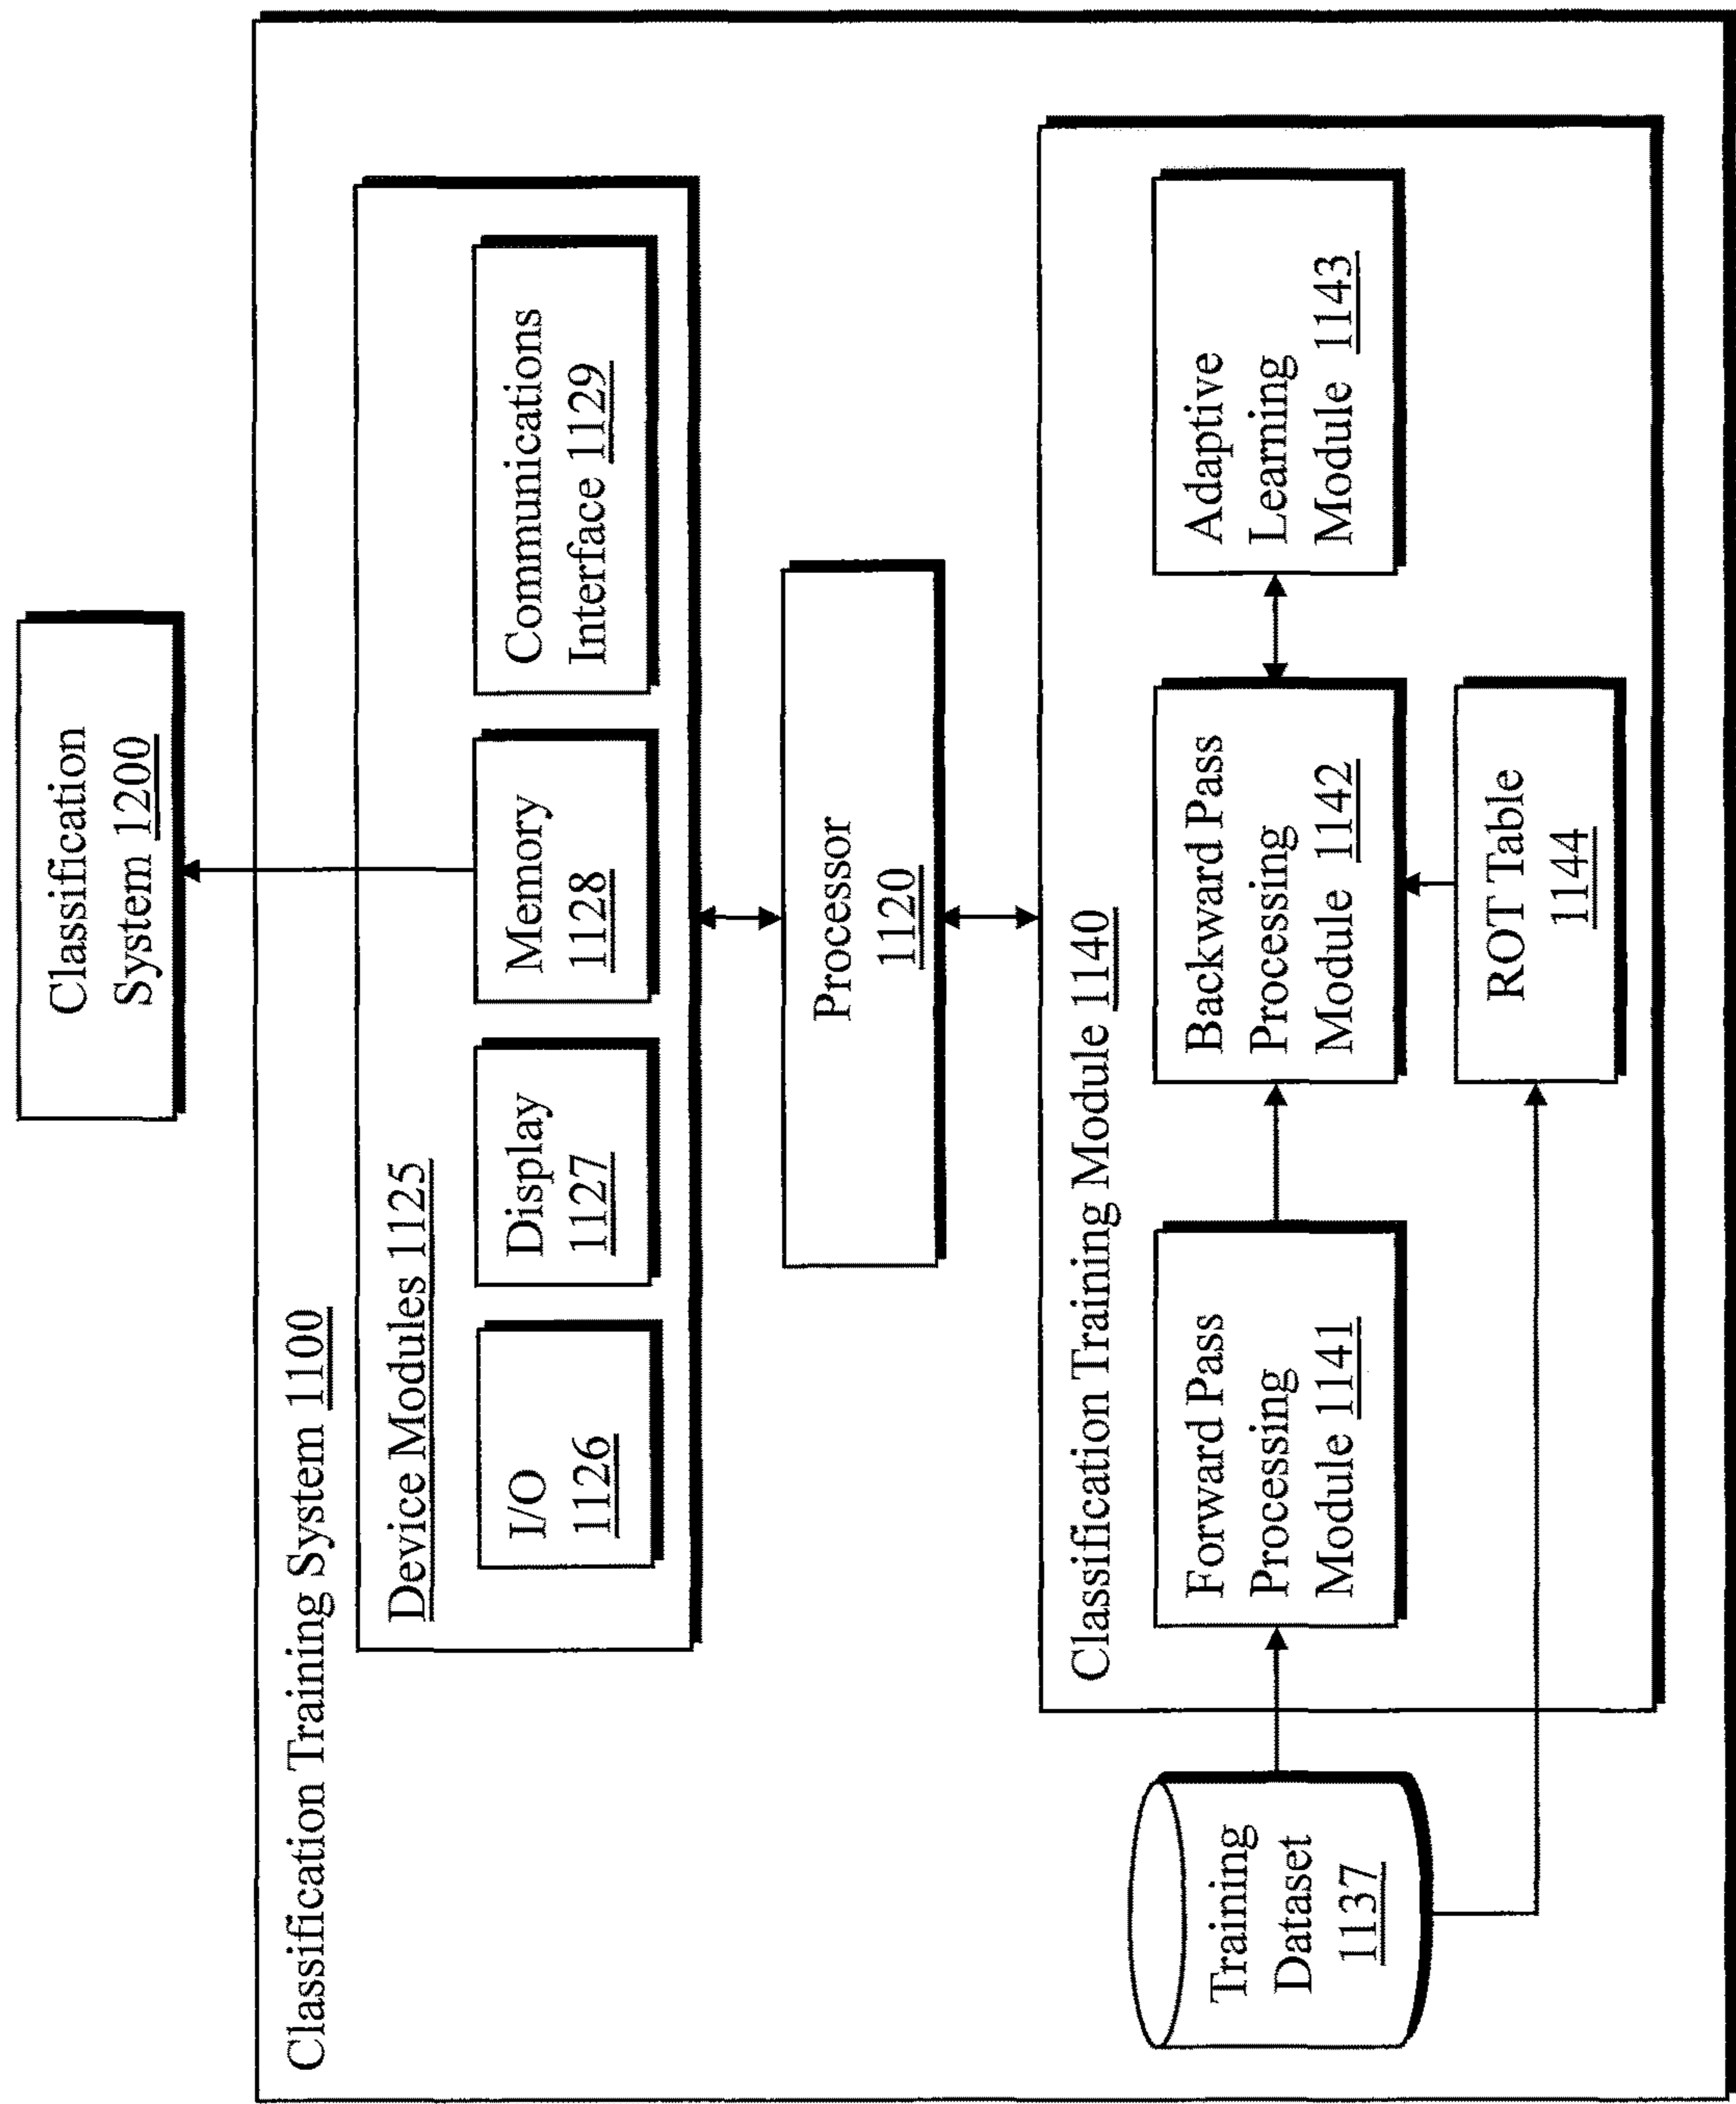 Classification
System 1200
Classification Training System 1100
Device Modules 1125
I/O
1126
Display
1127
Memory
1128
Communications
Interface 1129
Processor
1120
Classification Training Module 1140
Training
Dataset
1137
Forward Pass
Processing
Module 1141
Backward Pass
Processing
Module 1142
Adaptive
Learning
Module 1143
ROT Table
1144